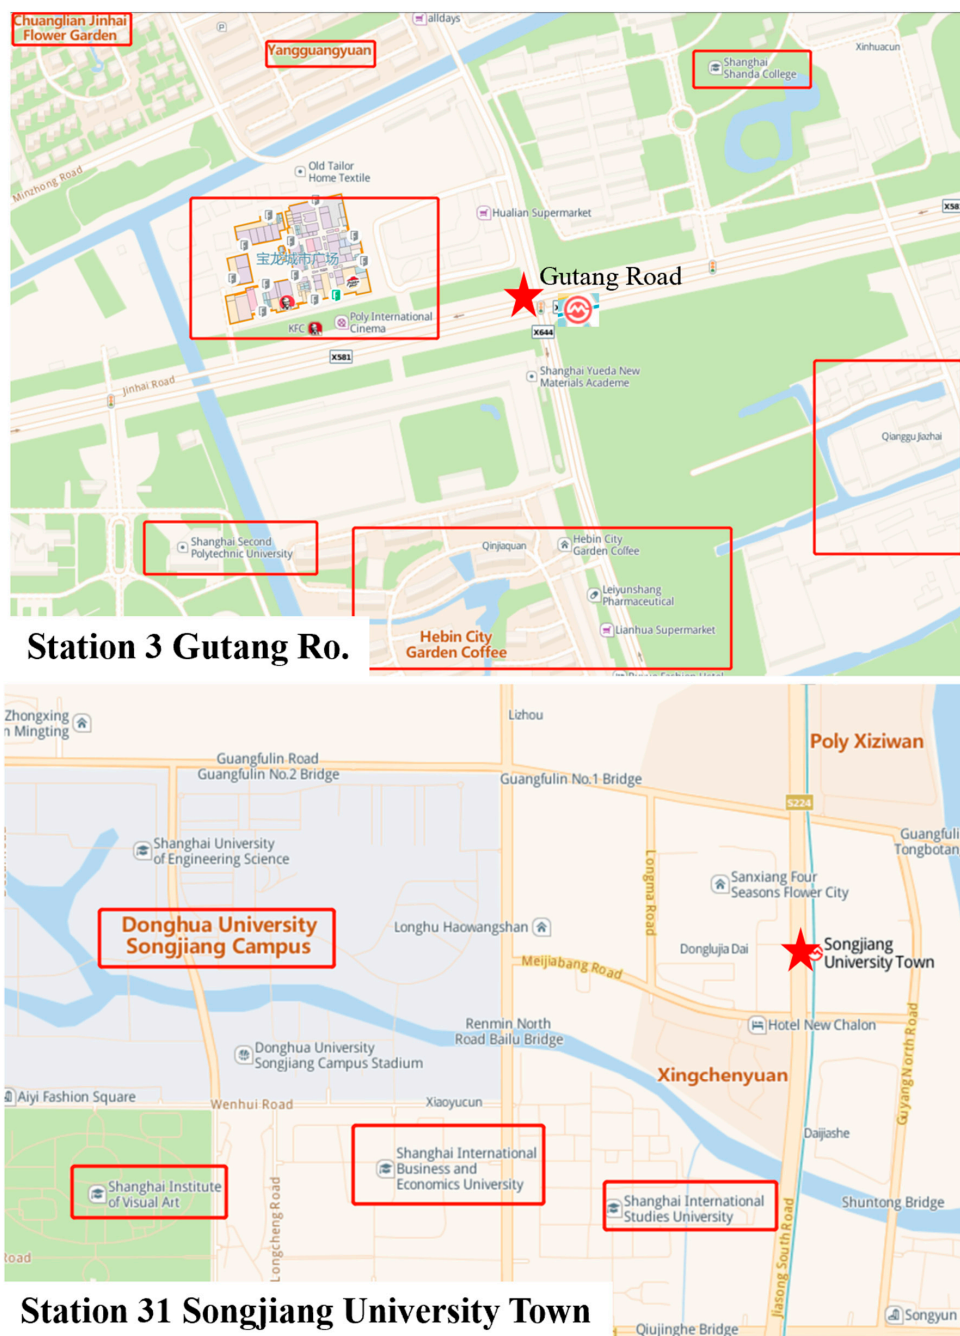 Chuanglian Jinhai
Flower Garden
P
alldays
Yangguangyuan
Shanghai
Shanda College
Xinhuacun
Minzhong Road
Old Tailor
Home Textile
Hualian Supermarket
X581
宝龙城市广场
Gutang Road
KFC
Poly International
Cinema
X644
X581
Jinhai Road
Shanghai Yueda New
Materials Academe
Qianggu Jiazhai
Shanghai Second
Polytechnic University
Qinjiaquan
Hebin City
Garden Coffee
Leiyunshang
Pharmaceutical
Lianhua Supermarket
Hebin City
Garden Coffee
Station 3 Gutang Ro.
Zhongxing
n Mingting
Lizhou
Poly Xiziwan
Guangfulin Road
Guangfulin No.2 Bridge
Guangfulin No.1 Bridge
S224
Guangfuli
Tongbotan
Shanghai University
of Engineering Science
Longma Road
Sanxiang Four
Seasons Flower City
Donghua University
Songjiang Campus
Longhu Haowangshan
Donglujia Dai
Songjiang
University Town
Meijiabang Road
Renmin North
Road Bailu Bridge
Hotel New Chalon
Donghua University
Songjiang Campus Stadium
Xingchenyuan
Guyang North Road
Aiyi Fashion Square
Wenhui Road
Xiaoyucun
Daijiashe
Shanghai International
Business and
Economics University
Shanghai Institute
of Visual Art
Shanghai International
Studies University
Shuntong Bridge
Longcheng Road
Jiasong South Road
Road
Station 31 Songjiang University Town
Songyun
Qiujinghe Bridge